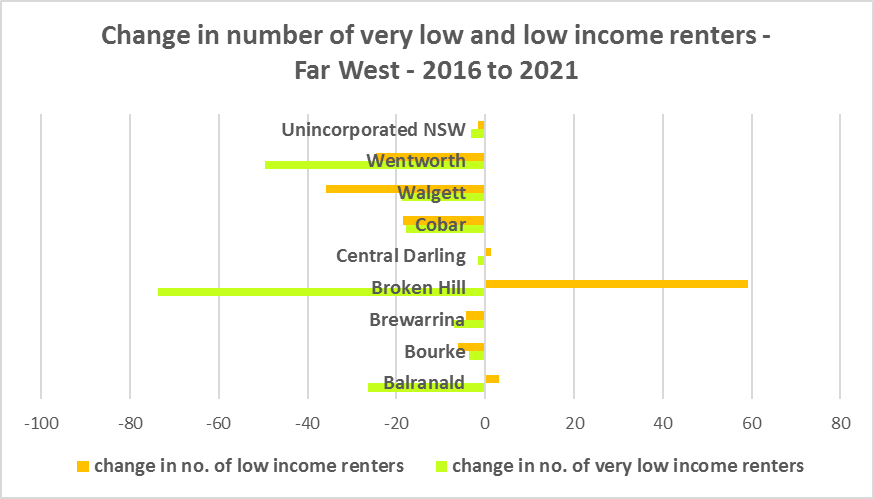 Change in number of very low and low income renters -
Far West - 2016 to 2021
Unincorporated NSW
Wentworth
Walgett
Cobar
Central Darling
Broken Hill
Brewarrina
Bourke
Balranald
-100 -80 -60 -40 -20 0 20 40 60 80
change in no. of low income renters change in no. of very low income renters